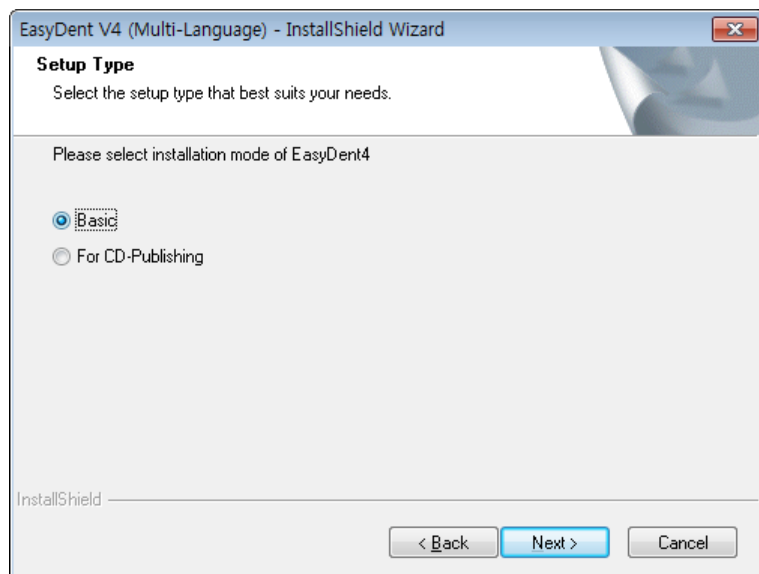 EasyDent V4 (Multi-Language) - InstallShield Wizard
Setup Type
Select the setup type that best suits your needs.
Please select installation mode of EasyDent4
Basic
For CD-Publishing
InstallShield
< Back Next > Cancel